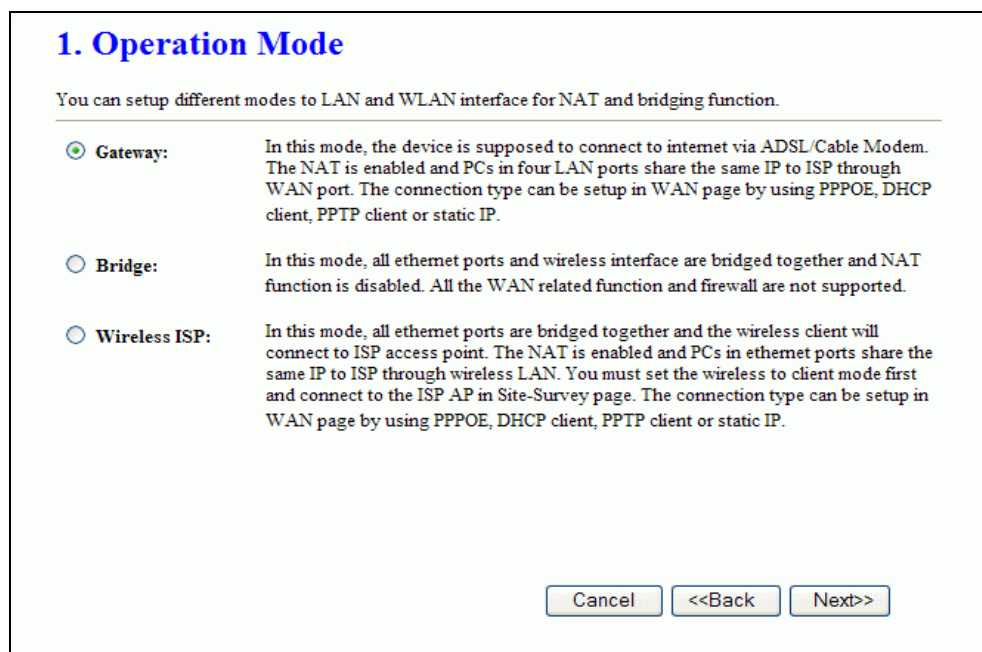 1. Operation Mode
You can setup different modes to LAN and WLAN interface for NAT and bridging function.
Gateway:
In this mode, the device is supposed to connect to internet via ADSL/Cable Modem.
The NAT is enabled and PCs in four LAN ports share the same IP to ISP through
WAN port. The connection type can be setup in WAN page by using PPPOE, DHCP
client, PPTP client or static IP.
Bridge:
In this mode, all ethernet ports and wireless interface are bridged together and NAT
function is disabled. All the WAN related function and firewall are not supported.
Wireless ISP:
In this mode, all ethernet ports are bridged together and the wireless client will
connect to ISP access point. The NAT is enabled and PCs in ethernet ports share the
same IP to ISP through wireless LAN. You must set the wireless to client mode first
and connect to the ISP AP in Site-Survey page. The connection type can be setup in
WAN page by using PPPOE, DHCP client, PPTP client or static IP.
Cancel
<<Back
Next>>